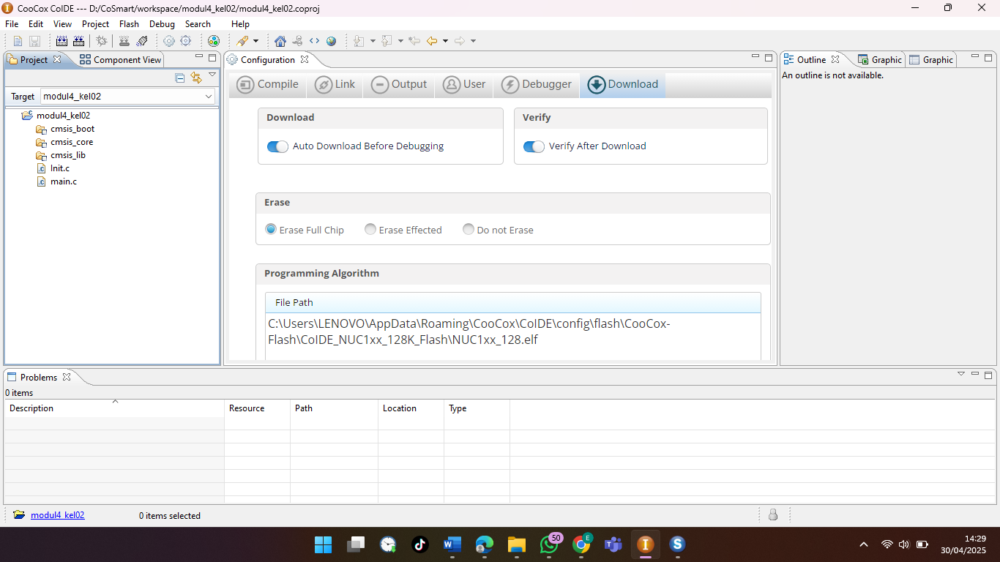 CooCox CoIDE --- D:/CoSmart/workspace/modul4_kel02/modul4_kel02.coproj
File Edit View Project Flash Debug Search Help
Project
Component View
Target modul4_kel02
modul4_kel02
cmsis_boot
cmsis_core
cmsis_lib
Init.c
main.c
Configuration
Compile Link Output User Debugger Download
Download
Auto Download Before Debugging
Verify
Verify After Download
Erase
Erase Full Chip Erase Effected Do not Erase
Programming Algorithm
File Path
C:\Users\LENOVO\AppData\Roaming\CooCox\CoIDE\config\flash\CooCox-
Flash\CoIDE_NUC1xx_128K_Flash\NUC1xx_128.elf
Outline Graphic Graphic
An outline is not available.
Problems
0 items
Description Resource Path Location Type
modul4_kel02 0 items selected
50
E
14:29
30/04/2025